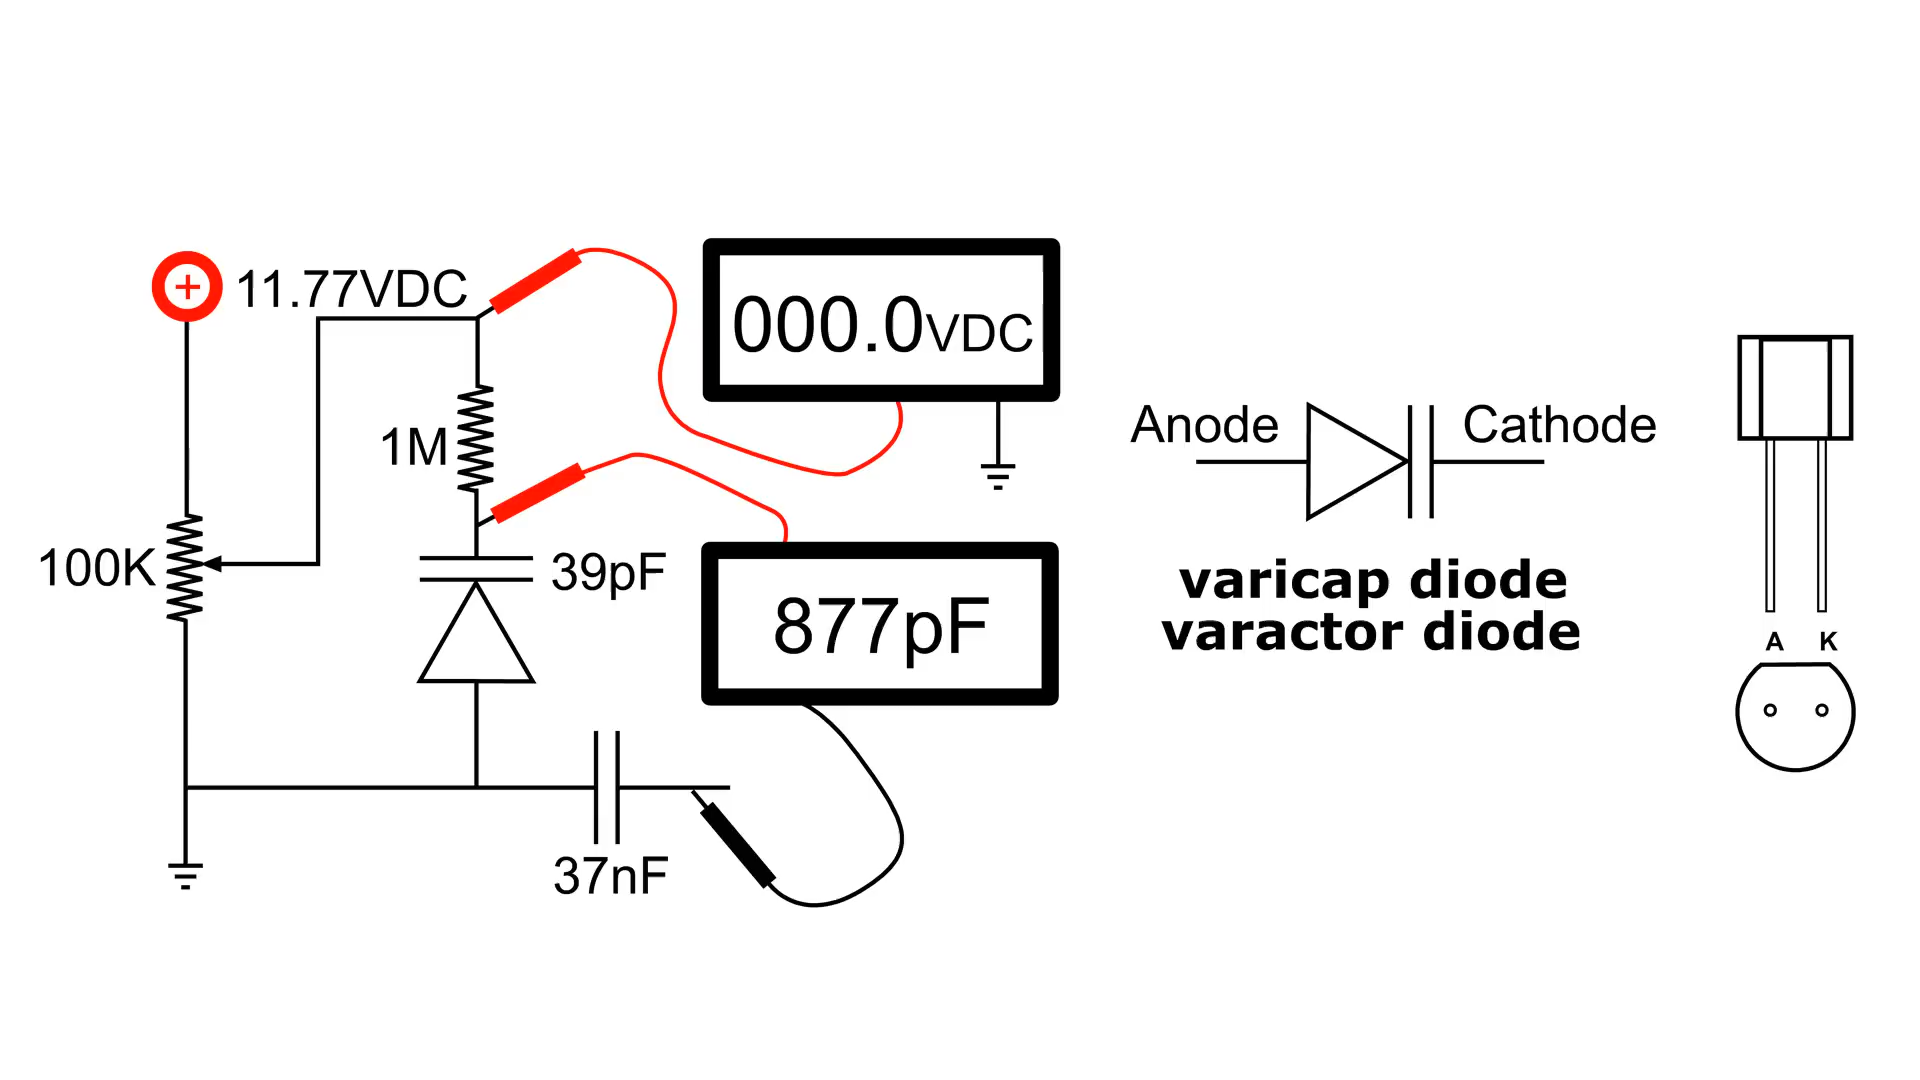 +
11.77VDC
000.0VDC
1M
39pF
100K
877pF
37nF
Anode
Cathode
varicap diode
varactor diode
A K